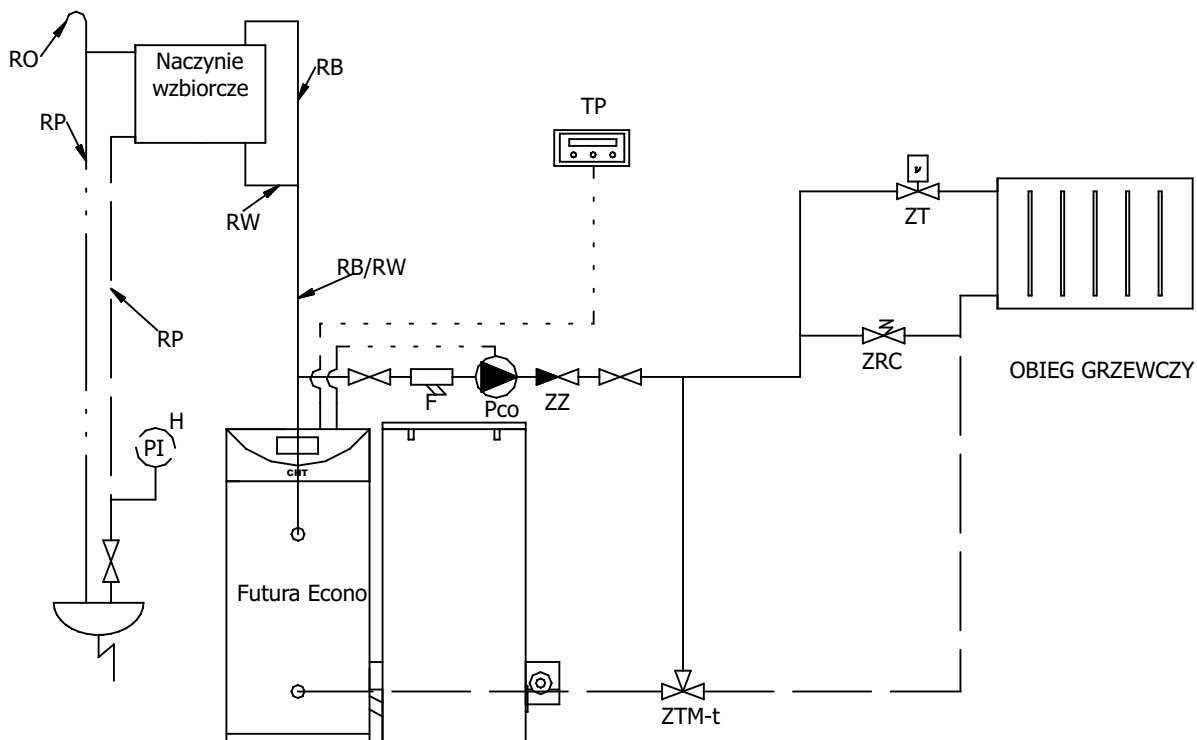 RO
Naczynie
wzbiorcze
RB
RP
TP
RW
ZT
RB/RW
RP
ZRC
OBIEG GRZEWCZY
F
Pco
ZZ
H
PI
CHT
Futura Econo
ZTM-t